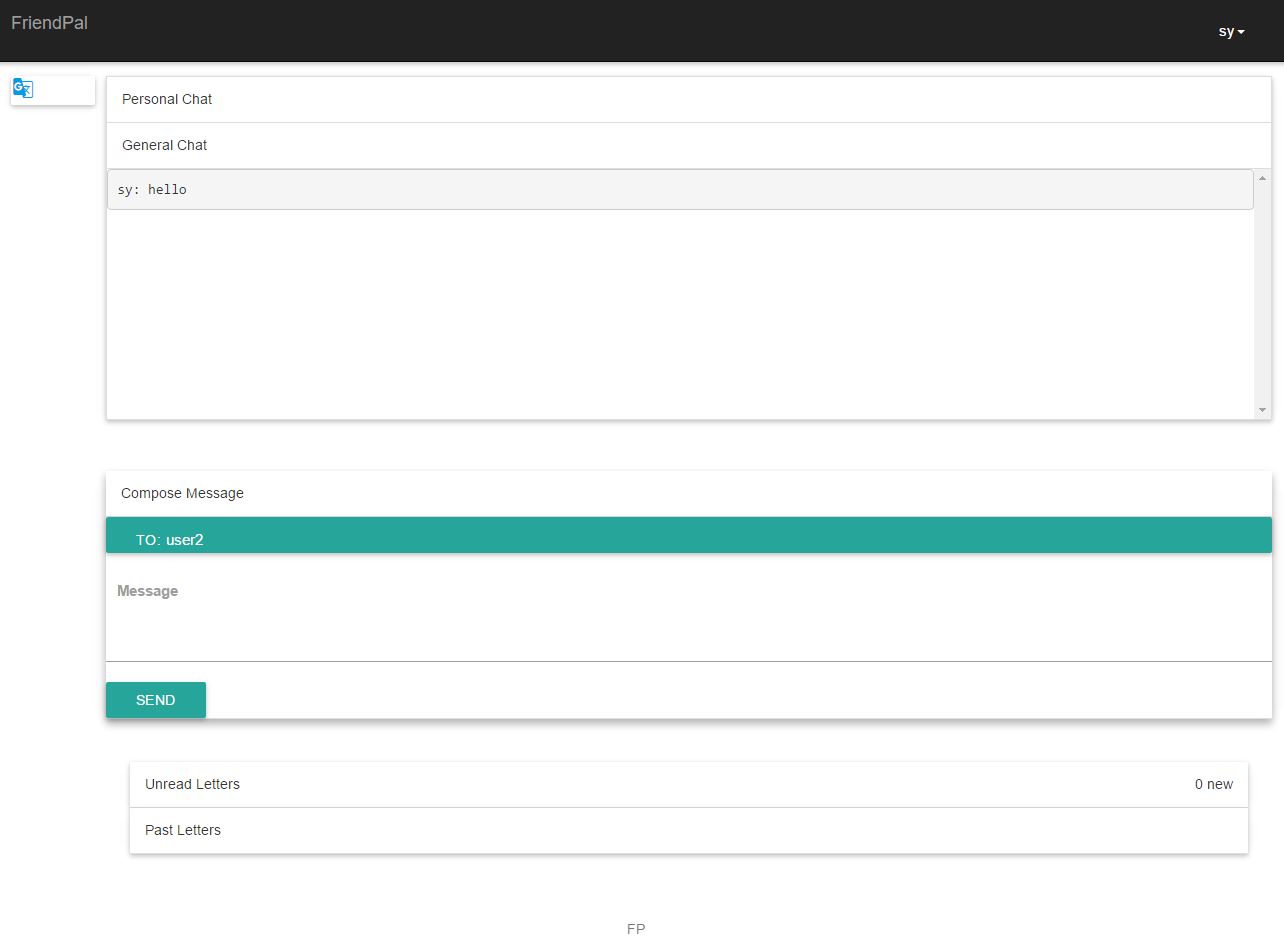 FriendPal
sy
Personal Chat
General Chat
sy: hello
Compose Message
TO: user2
Message
SEND
Unread Letters 0 new
Past Letters
FP